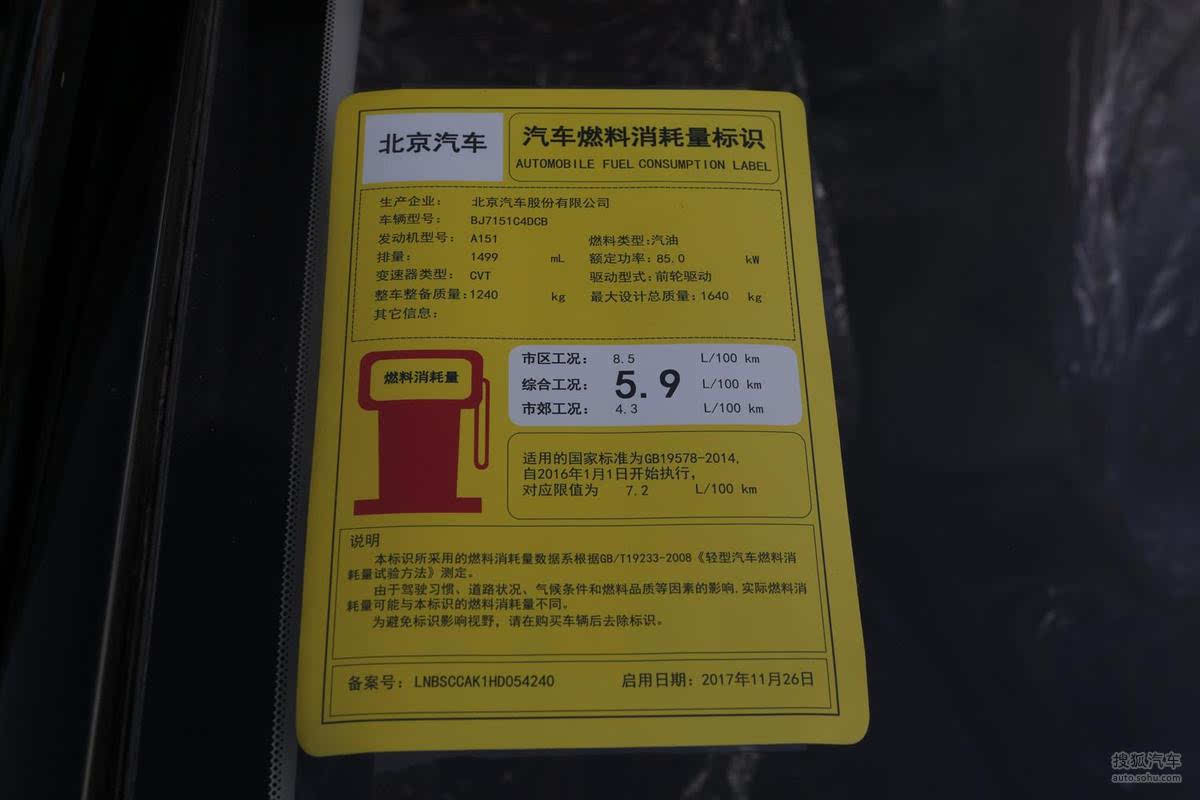 北京汽车
汽车燃料消耗量标识
AUTOMOBILE FUEL CONSUMPTION LABEL
生产企业： 北京汽车股份有限公司
车辆型号： BJ7151C4DCB
发动机型号： A151 燃料类型:汽油
排量： 1499 mL 额定功率: 85.0 kW
变速器类型： CVT 驱动型式:前轮驱动
整车整备质量:1240 kg 最大设计总质量: 1640 kg
其它信息:
燃料消耗量
市区工况： 8.5 L/100 km
综合工况： 5.9 L/100 km
市郊工况： 4.3 L/100 km
适用的国家标准为GB19578-2014,
自2016年1月1日开始执行,
对应限值为 7.2 L/100 km
说明
本标识所采用的燃料消耗量数据系根据GB/T19233-2008《轻型汽车燃料消
耗量试验方法》测定。
由于驾驶习惯、道路状况、气候条件和燃料品质等因素的影响,实际燃料消
耗量可能与本标识的燃料消耗量不同。
为避免标识影响视野，请在购买车辆后去除标识。
备案号： LNBSCCAK1HD054240 启用日期： 2017年11月26日
搜狐汽车
auto.sohu.com